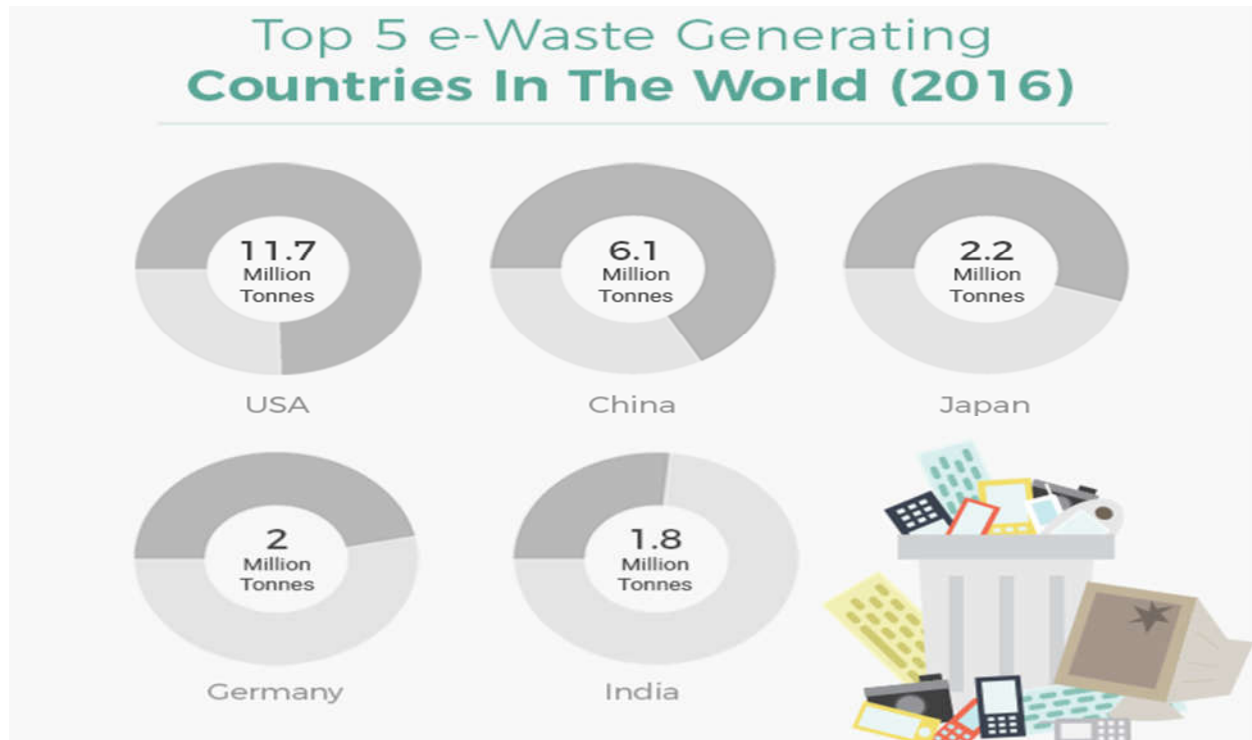 Top 5 e-Waste Generating
Countries In The World (2016)
11.7
Million
Tonnes
USA
6.1
Million
Tonnes
China
2.2
Million
Tonnes
Japan
2
Million
Tonnes
Germany
1.8
Million
Tonnes
India